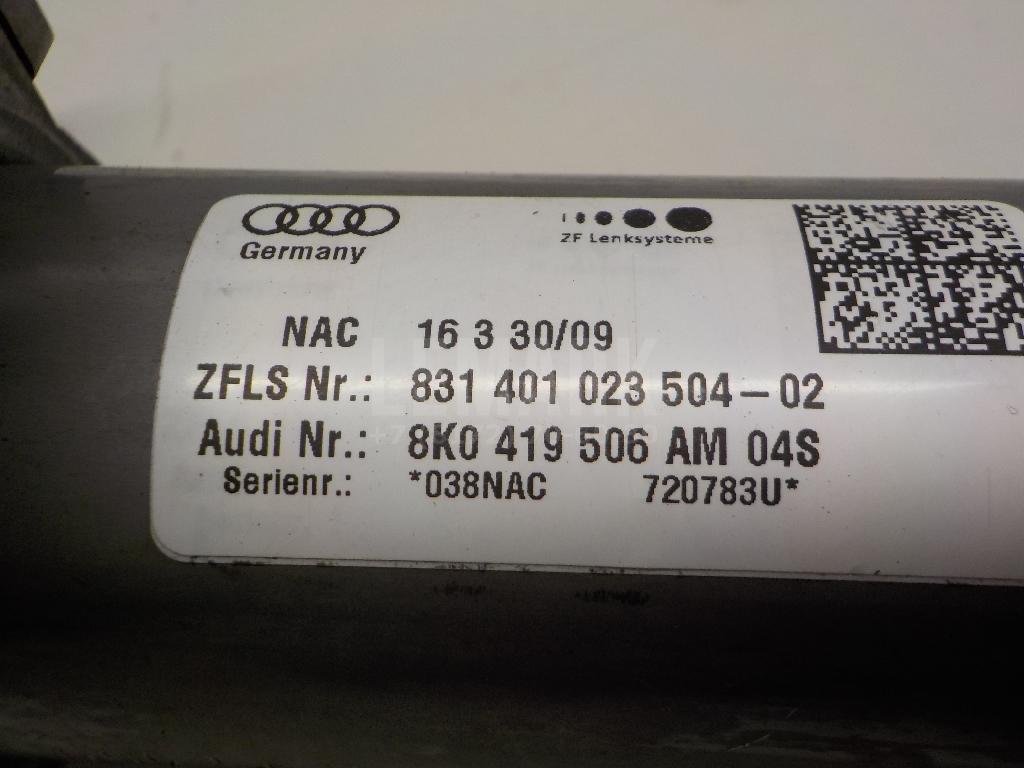 Germany
ZF Lenksysteme
NAC 16 3 30/09
ZFLS Nr.: 831 401 023 504-02
Audi Nr.: 8K0 419 506 AM 04S
Serienr.: *038NAC 720783U*